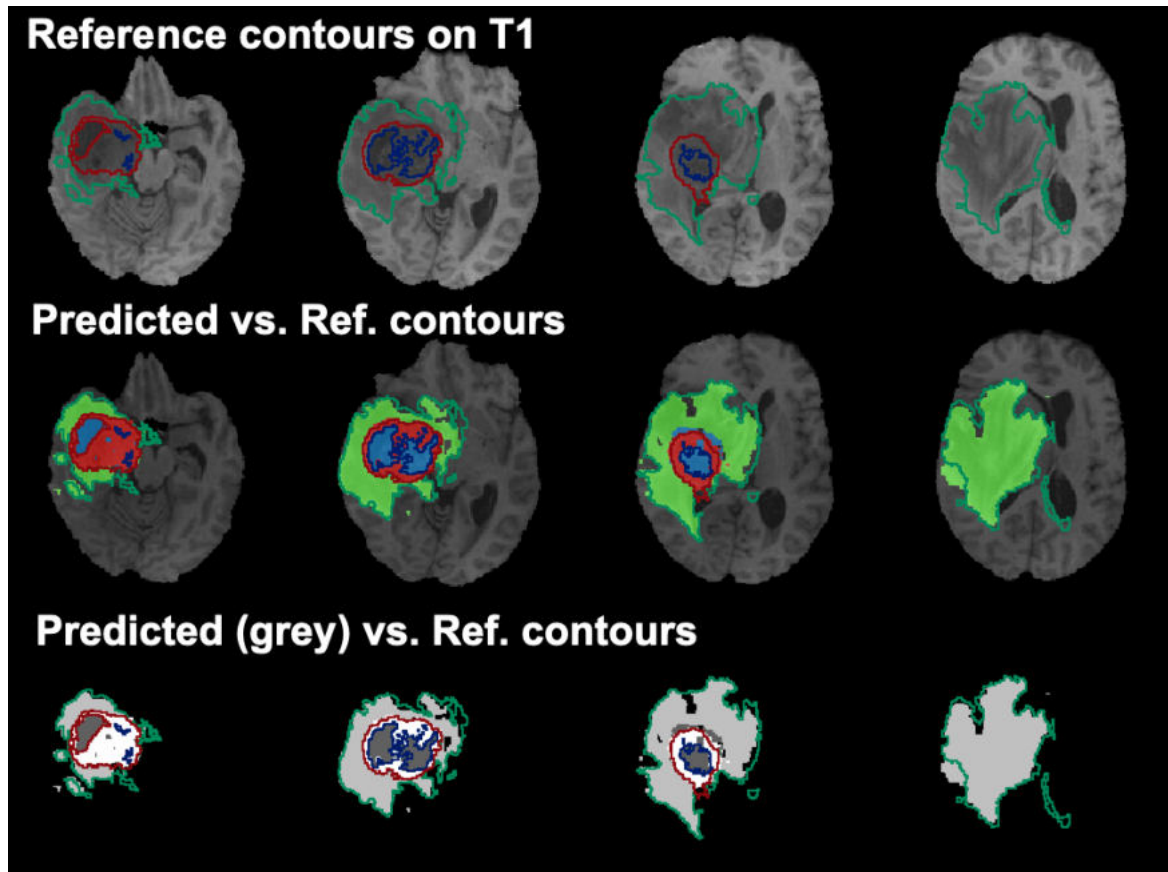 Reference contours on T1
Predicted vs. Ref. contours
Predicted (grey) vs. Ref. contours